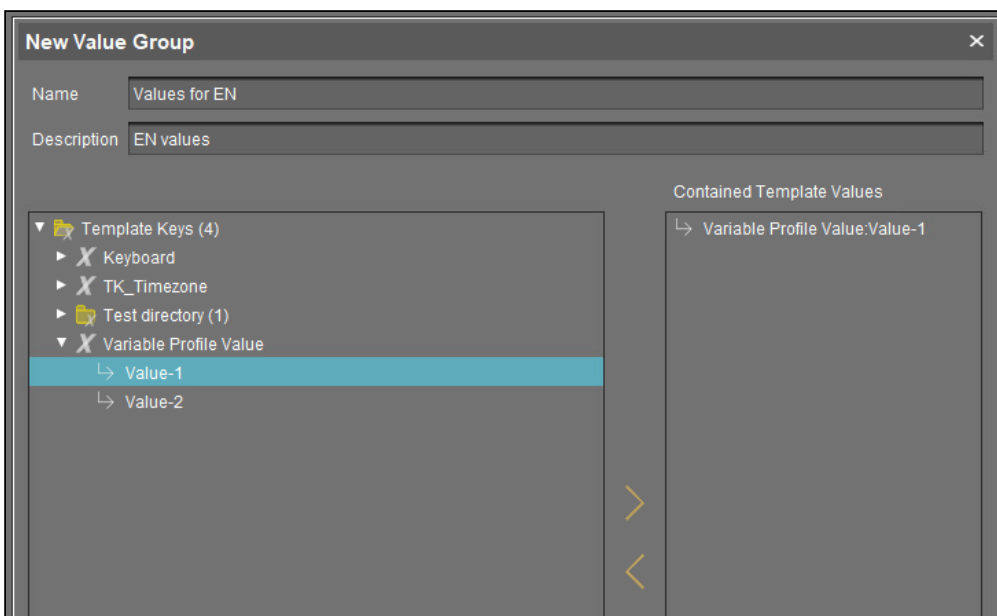 New Value Group
Name Values for EN
Description EN values
Contained Template Values
Template Keys (4)
Keyboard
TK_Timezone
Test directory (1)
Variable Profile Value
Value-1
Value-2
Variable Profile Value:Value-1